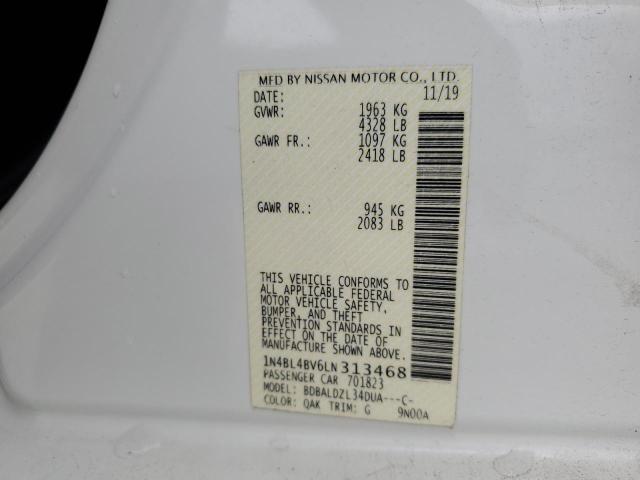 MFD BY NISSAN MOTOR CO., LTD.
DATE: 11/19
GVWR: 1963 KG
4328 LB
GAWR FR.: 1097 KG
2418 LB
GAWR RR.: 945 KG
2083 LB
THIS VEHICLE CONFORMS TO
ALL APPLICABLE FEDERAL
MOTOR VEHICLE SAFETY,
BUMPER, AND THEFT
PREVENTION STANDARDS IN
EFFECT ON THE DATE OF
MANUFACTURE SHOWN ABOVE.
1N4BL4BV6LN313468
PASSENGER CAR 701823
MODEL: BDBALDZL34DUA---C-
COLOR: QAK TRIM: G 9N00A